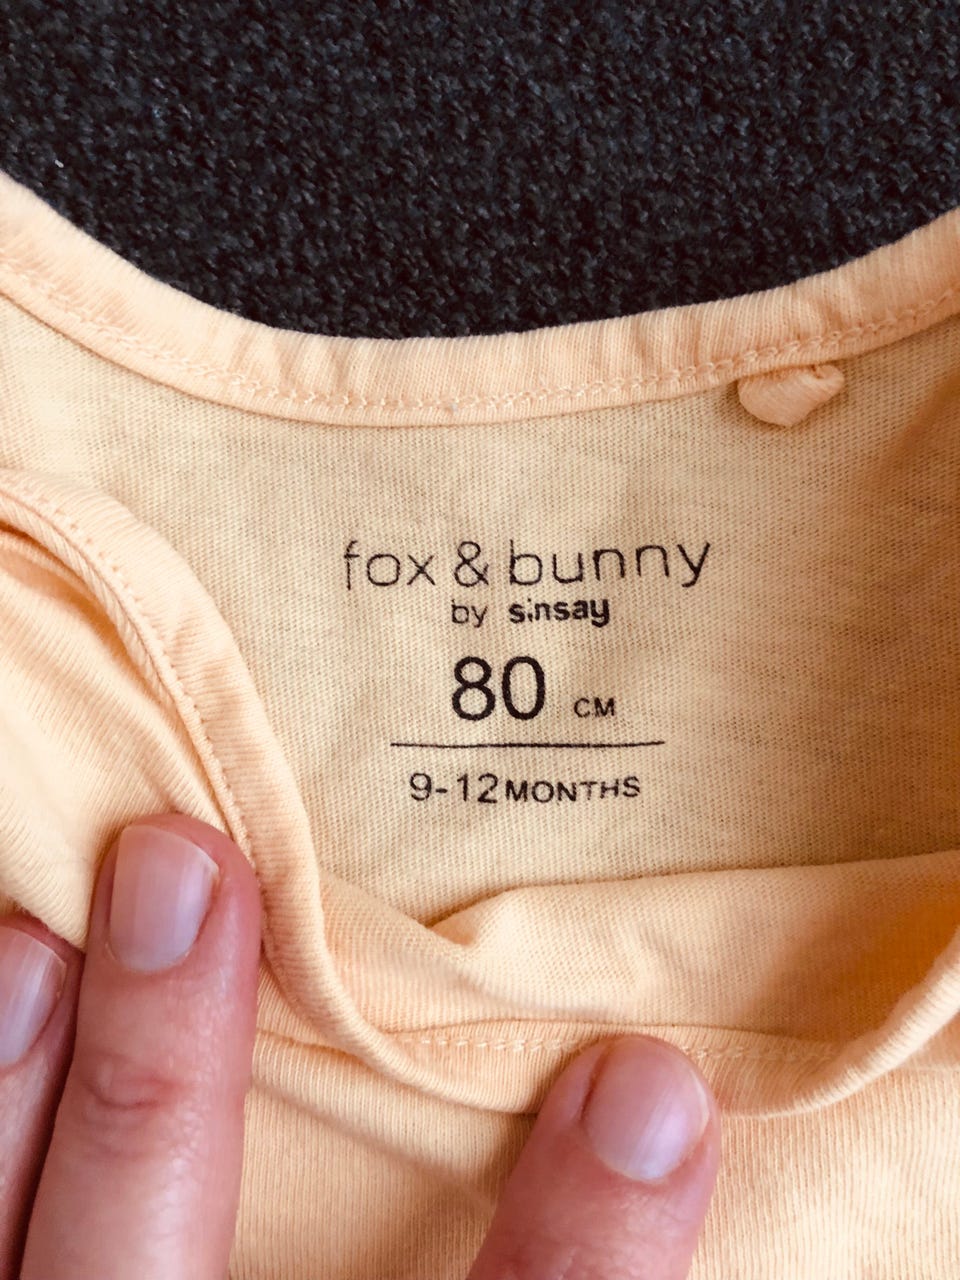 fox & bunny
by sinsay
80 CM
9-12 MONTHS